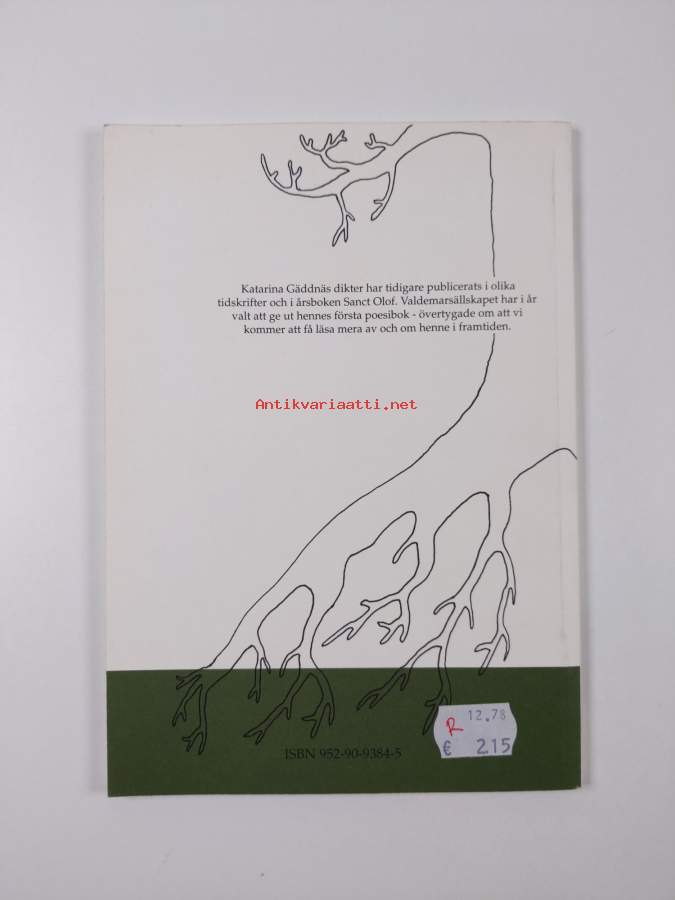 Katarina Gäddnäs dikter har tidigare publicerats i olika
tidskrifter och i årsboken Sanct Olof. Valdemarsällskapet har i år
valt att ge ut hennes första poesibok - övertygade om att vi
kommer att få läsa mera av och om henne i framtiden.
Antikvariaatti.net
R 12.78
€ 2.15
ISBN 952-90-9384-5